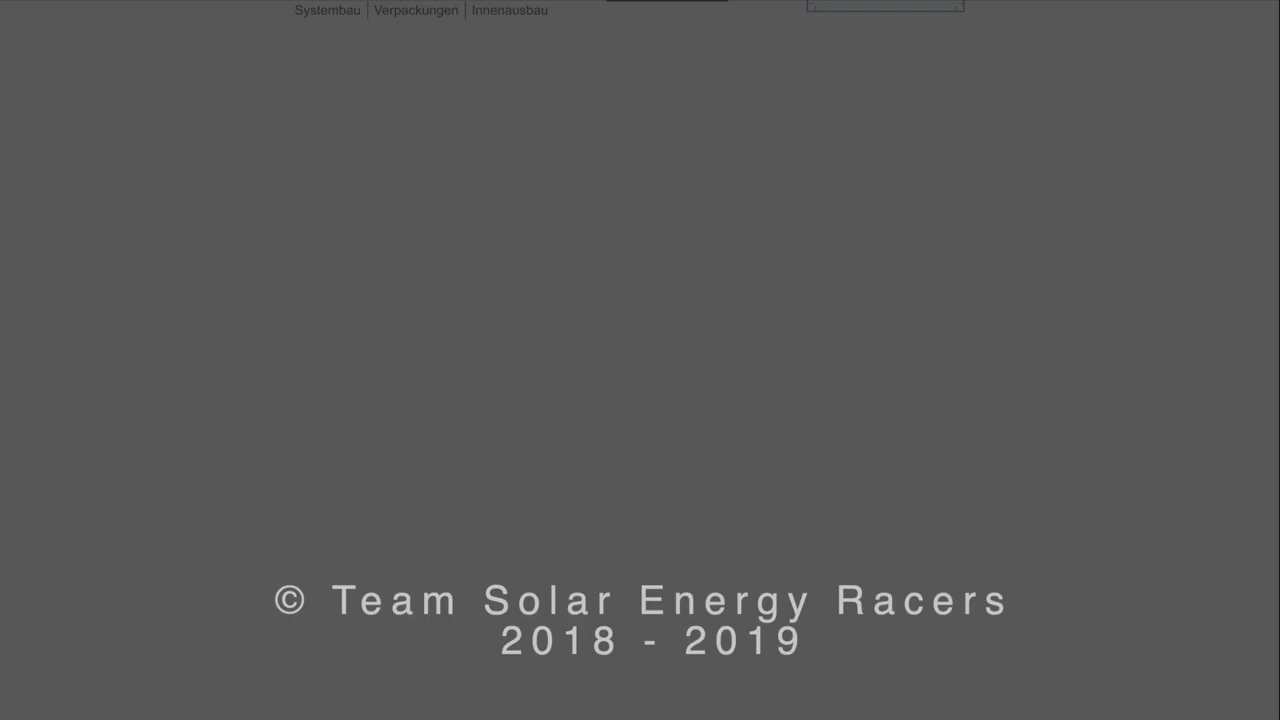 Systembau | Verpackungen | Innenausbau
© Team Solar Energy Racers
2018 - 2019